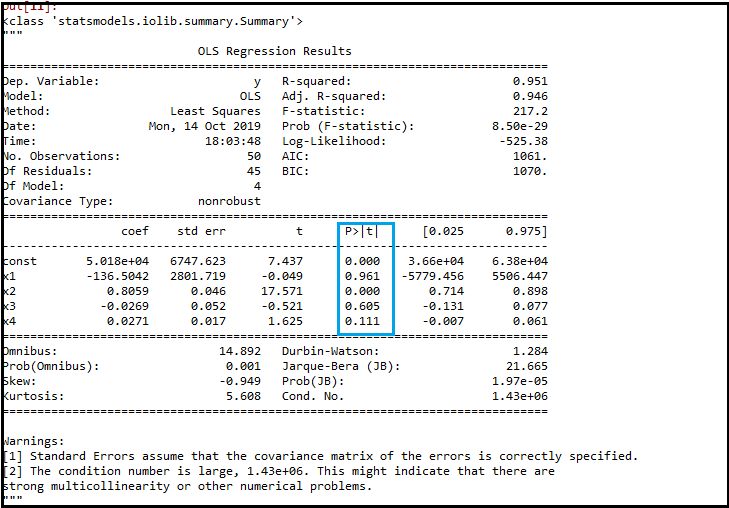 Out[11]:
<class 'statsmodels.iolib.summary.Summary'>
"""
                            OLS Regression Results
==============================================================================
Dep. Variable:                      y   R-squared:                       0.951
Model:                            OLS   Adj. R-squared:                  0.946
Method:                 Least Squares   F-statistic:                     217.2
Date:                Mon, 14 Oct 2019   Prob (F-statistic):           8.50e-29
Time:                        18:03:48   Log-Likelihood:                -525.38
No. Observations:                  50   AIC:                             1061.
Df Residuals:                      45   BIC:                             1070.
Df Model:                           4
Covariance Type:            nonrobust
==============================================================================
                 coef    std err          t      P>|t|      [0.025      0.975]
------------------------------------------------------------------------------
const       5.018e+04   6747.623      7.437      0.000    3.66e+04    6.38e+04
x1          -136.5042   2801.719     -0.049      0.961   -5779.456    5506.447
x2             0.8059      0.046     17.571      0.000       0.714       0.898
x3            -0.0269      0.052     -0.521      0.605      -0.131       0.077
x4             0.0271      0.017      1.625      0.111      -0.007       0.061
==============================================================================
Omnibus:                       14.892   Durbin-Watson:                   1.284
Prob(Omnibus):                  0.001   Jarque-Bera (JB):               21.665
Skew:                          -0.949   Prob(JB):                     1.97e-05
Kurtosis:                       5.608   Cond. No.                     1.43e+06
==============================================================================
Warnings:
[1] Standard Errors assume that the covariance matrix of the errors is correctly specified.
[2] The condition number is large, 1.43e+06. This might indicate that there are
strong multicollinearity or other numerical problems.
"""